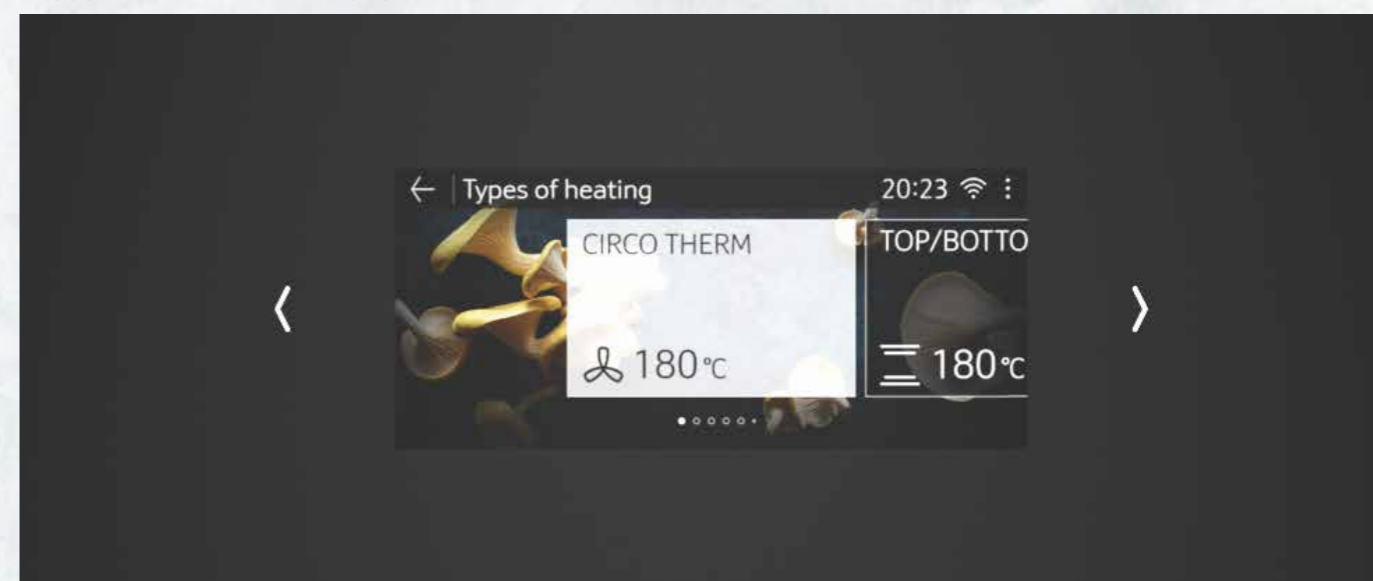 Types of heating
20:23
CIRCO THERM
TOP/BOTTO
180 °C
180 °C